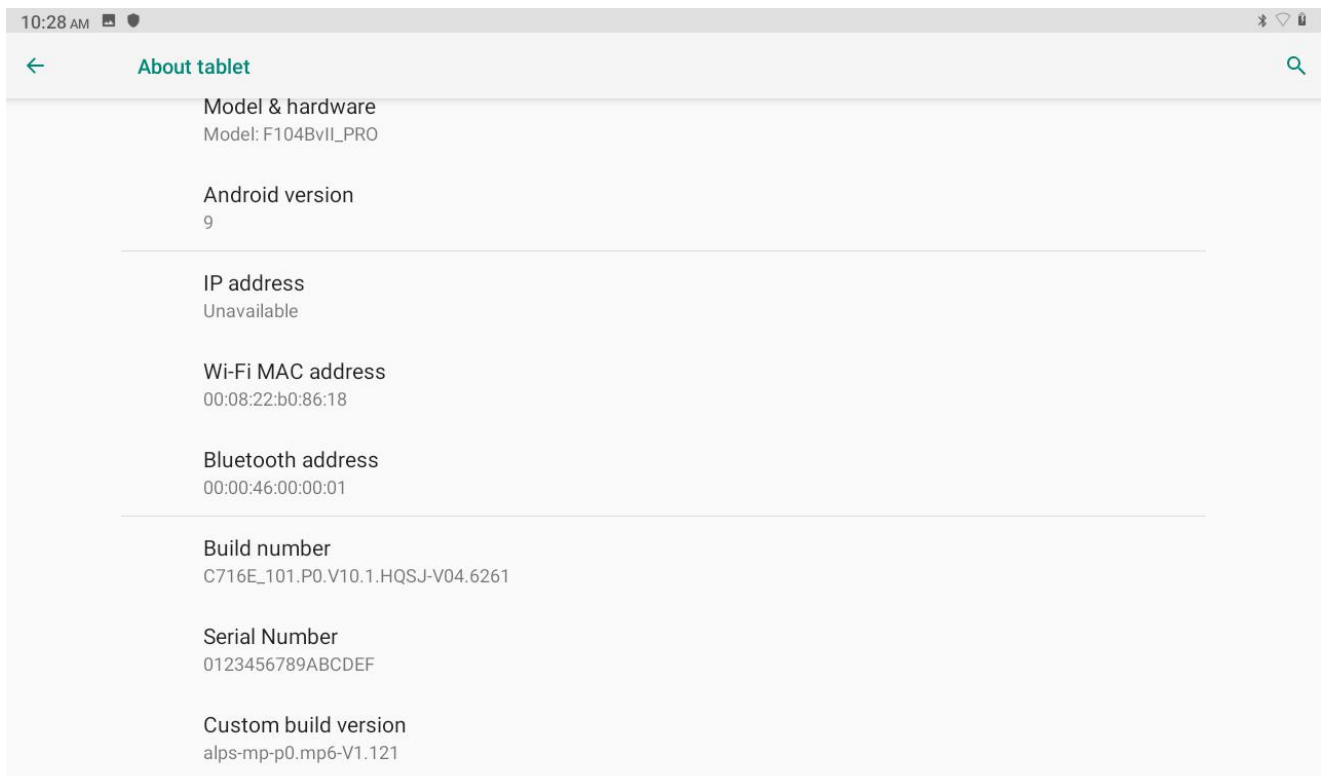 10:28 AM
About tablet
Model & hardware
Model: F104BvII_PRO
Android version
9
IP address
Unavailable
Wi-Fi MAC address
00:08:22:b0:86:18
Bluetooth address
00:00:46:00:00:01
Build number
C716E_101.P0.V10.1.HQSJ-V04.6261
Serial Number
0123456789ABCDEF
Custom build version
alps-mp-p0.mp6-V1.121